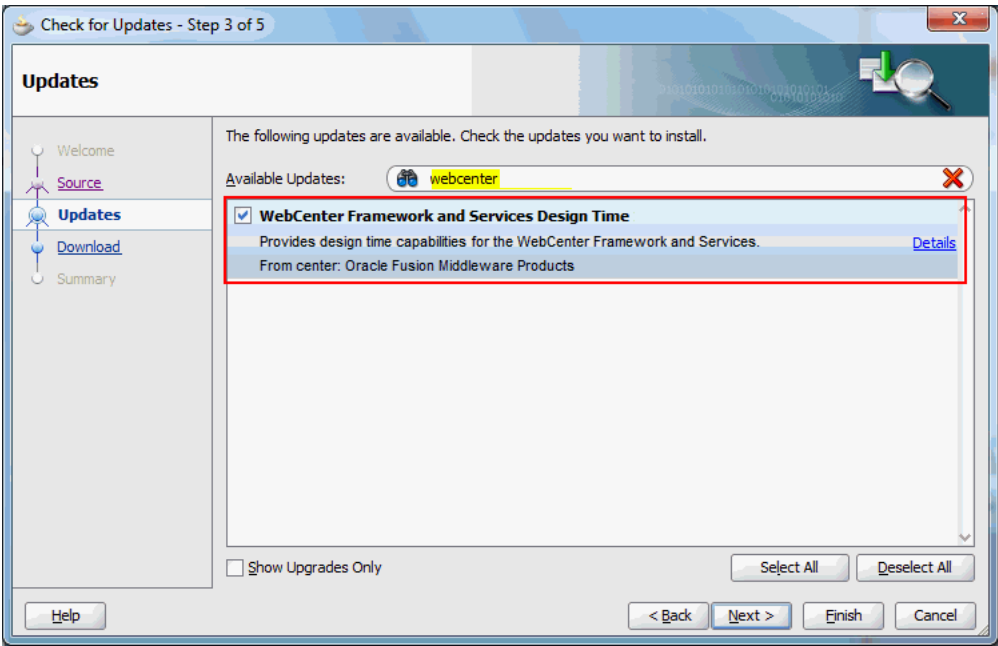 Check for Updates - Step 3 of 5
Updates
The following updates are available. Check the updates you want to install.
Welcome
Source
Updates
Download
Summary
Available Updates: webcenter
WebCenter Framework and Services Design Time
Provides design time capabilities for the WebCenter Framework and Services. Details
From center: Oracle Fusion Middleware Products
Show Upgrades Only Select All Deselect All
Help < Back Next > Finish Cancel